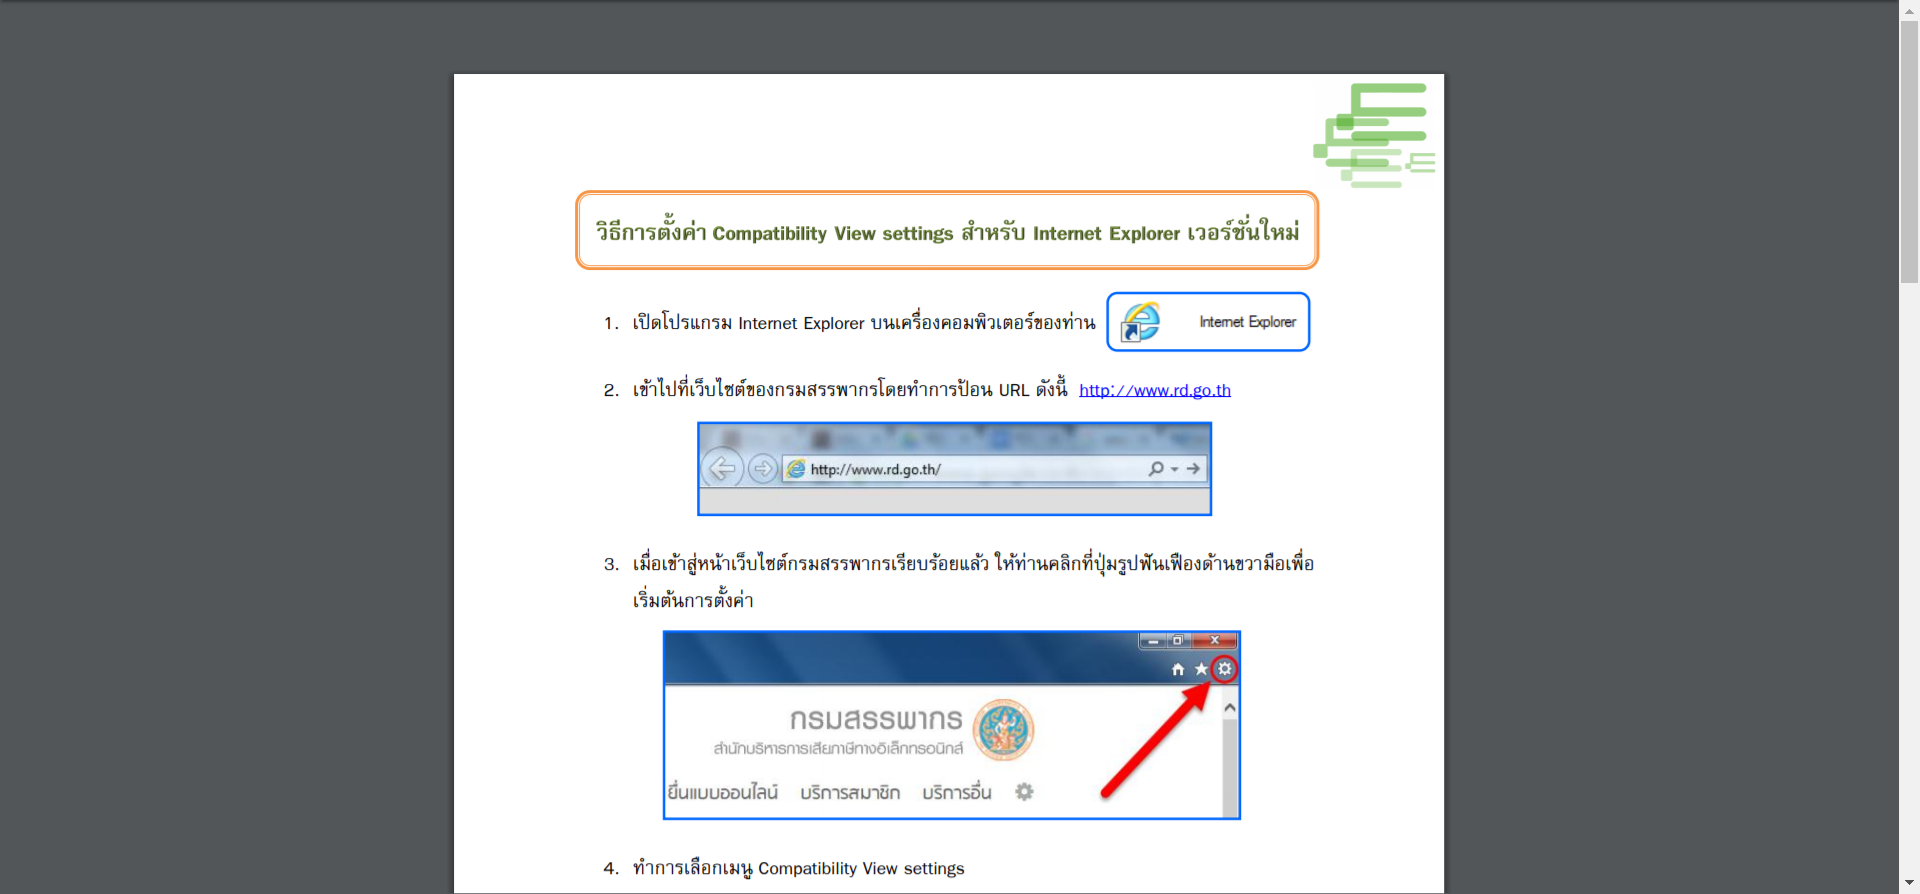 วิธีการตั้งค่า Compatibility View settings สำหรับ Internet Explorer เวอร์ชั่นใหม่
1. เปิดโปรแกรม Internet Explorer บนเครื่องคอมพิวเตอร์ของท่าน
Internet Explorer
2. เข้าไปที่เว็บไซต์ของกรมสรรพากรโดยทำการป้อน URL ดังนี้ http://www.rd.go.th
http://www.rd.go.th/
3. เมื่อเข้าสู่หน้าเว็บไซต์กรมสรรพากรเรียบร้อยแล้ว ให้ท่านคลิกที่ปุ่มรูปฟันเฟืองด้านขวามือเพื่อ
เริ่มต้นการตั้งค่า
กรมสรรพากร
สำนักบริหารการเสียภาษีทางอิเล็กทรอนิกส์
ยื่นแบบออนไลน์ บริการสมาชิก บริการอื่น
4. ทำการเลือกเมนู Compatibility View settings